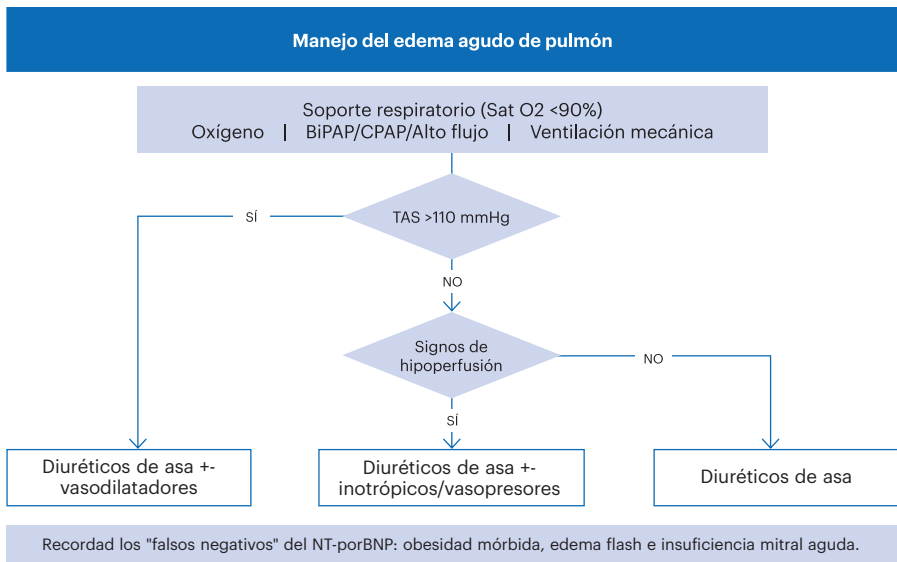 Manejo del edema agudo de pulmón
Soporte respiratorio (Sat O2 <90%)
Oxígeno | BiPAP/CPAP/Alto flujo | Ventilación mecánica
SÍ
TAS >110 mmHg
NO
Signos de
hipoperfusión
NO
SÍ
Diuréticos de asa +-
vasodilatadores
Diuréticos de asa +-
inotrópicos/vasopresores
Diuréticos de asa
Recordad los "falsos negativos" del NT-porBNP: obesidad mórbida, edema flash e insuficiencia mitral aguda.